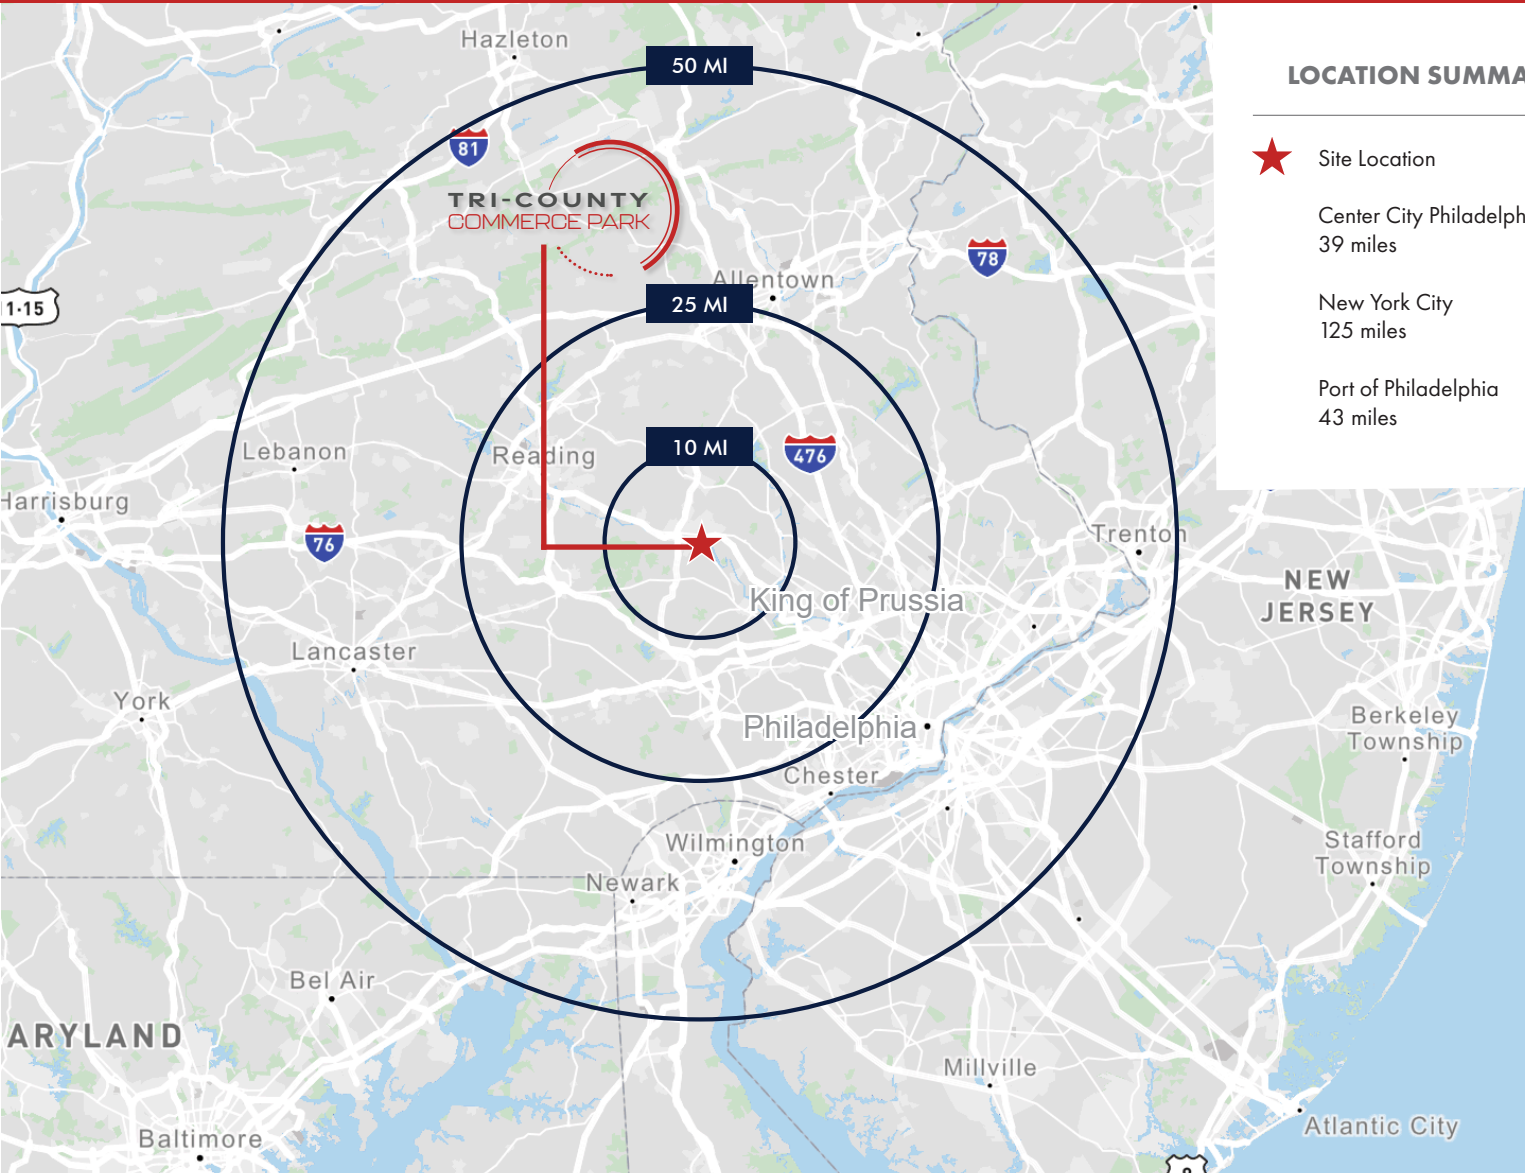 Hazleton
50 MI
LOCATION SUMMA
81
Site Location
TRI-COUNTY
COMMERCE PARK
Center City Philadelph
39 miles
78
Allentown
25 MI
1·15
New York City
125 miles
Port of Philadelphia
43 miles
10 MI
Lebanon
Reading
476
Harrisburg
76
Trenton
NEW
JERSEY
King of Prussia
Lancaster
York
Philadelphia
Berkeley
Township
Chester
Wilmington
Stafford
Township
Newark
Bel Air
ARYLAND
Millville
Atlantic City
Baltimore